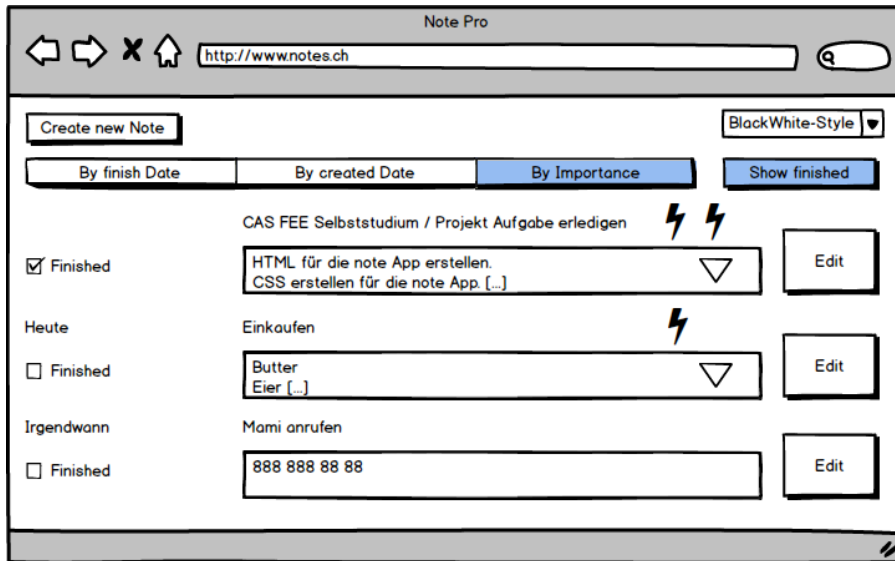 Note Pro
http://www.notes.ch
Create new Note
BlackWhite-Style
By finish Date
By created Date
By Importance
Show finished
CAS FEE Selbststudium / Projekt Aufgabe erledigen
Finished
HTML für die note App erstellen.
CSS erstellen für die note App. [...]
Edit
Heute
Einkaufen
Finished
Butter
Eier [...]
Edit
Irgendwann
Mami anrufen
Finished
888 888 88 88
Edit